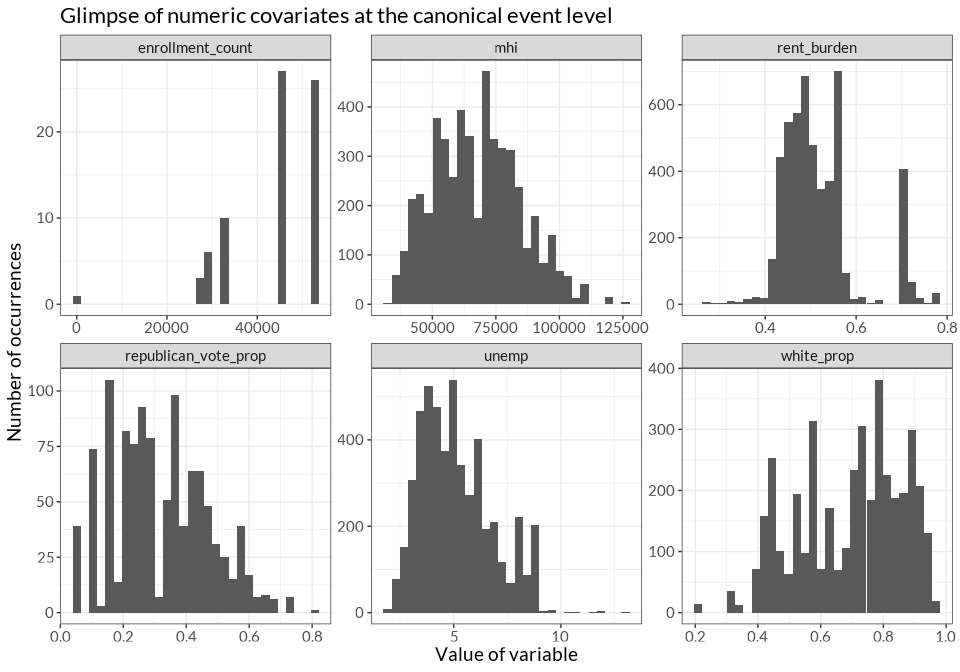 Glimpse of numeric covariates at the canonical event level
enrollment_count mhi rent_burden
20
10
0
0 20000 40000
400
300
200
100
0
50000 75000 100000 125000
600
400
200
0
0.4 0.6 0.8
Number of occurrences
republican_vote_prop unemp white_prop
100
75
50
25
0
0.0 0.2 0.4 0.6 0.8
400
200
0
5 10
400
300
200
100
0
0.2 0.4 0.6 0.8 1.0
Value of variable